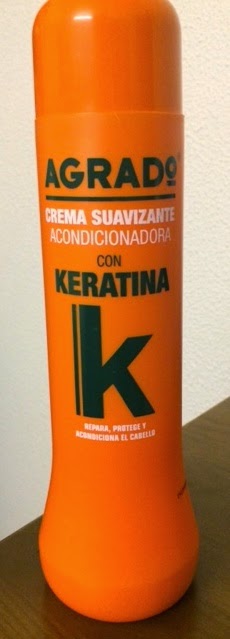 AGRADO
CREMA SUAVIZANTE
ACONDICIONADORA
CON
KERATINA
k
REPARA, PROTEGE Y
ACONDICIONA EL CABELLO